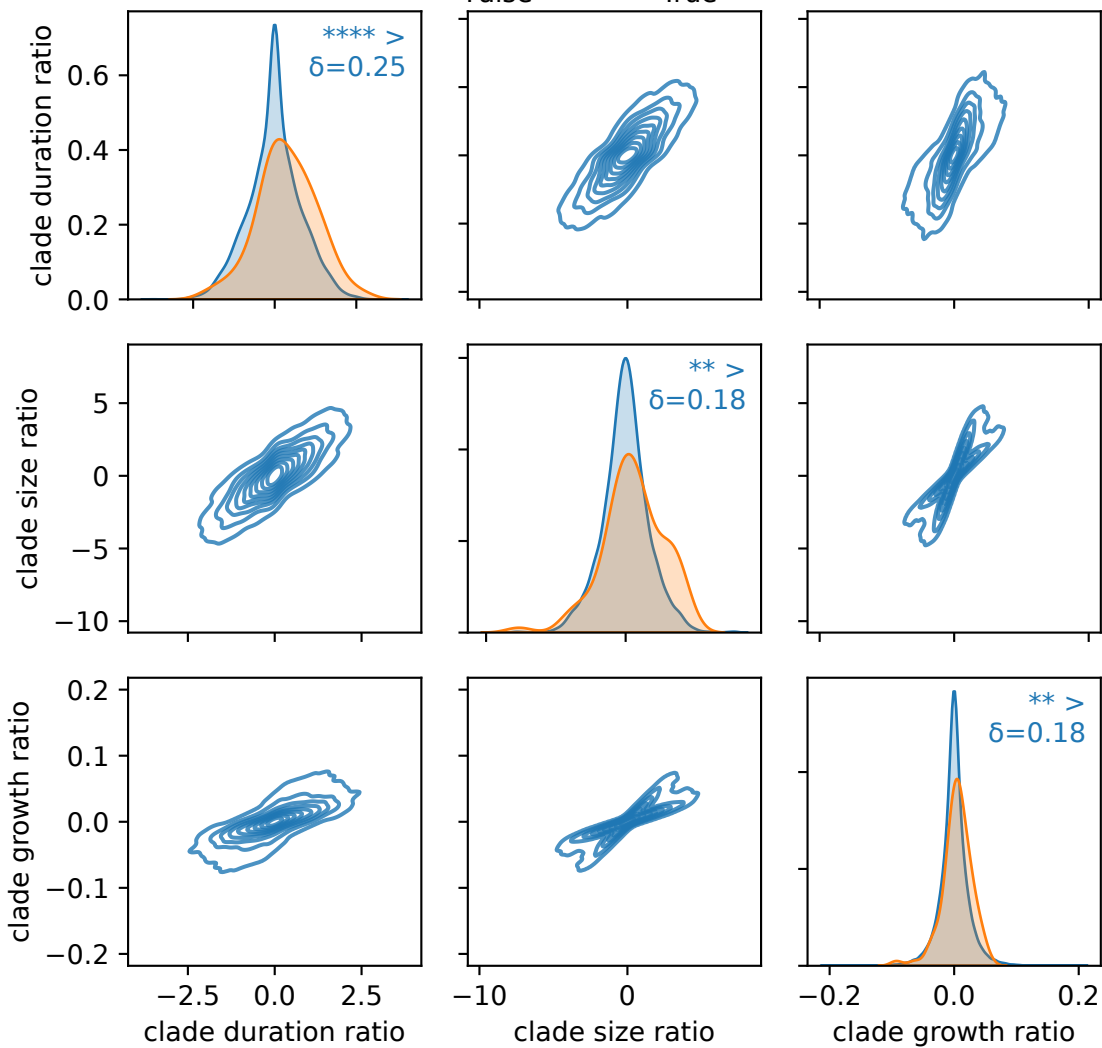 clade duration ratio
0.6
0.4
0.2
0.0
**** >
δ=0.25
clade size ratio
5
0
−5
−10
** >
δ=0.18
clade growth ratio
0.2
0.1
0.0
−0.1
−0.2
** >
δ=0.18
−2.5 0.0 2.5
−10 0
−0.2 0.0 0.2
clade duration ratio
clade size ratio
clade growth ratio